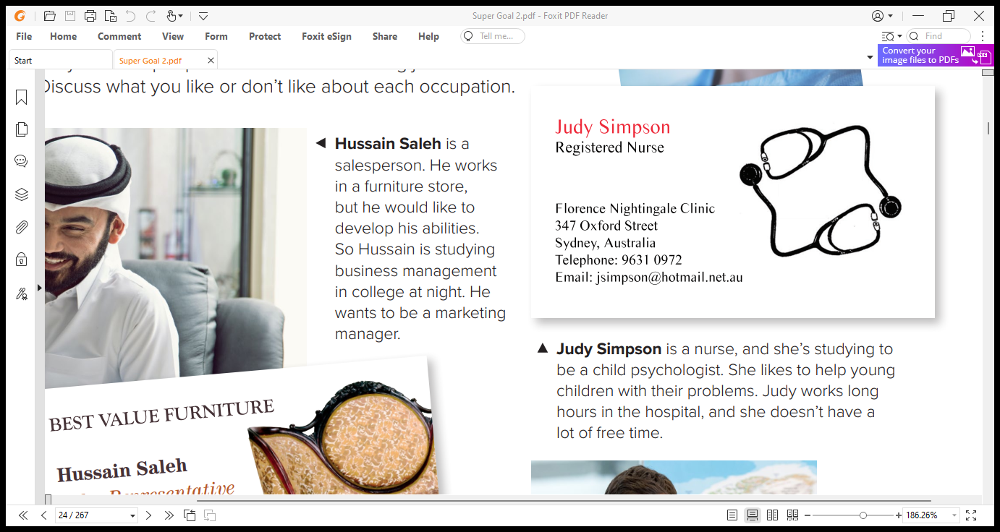 Super Goal 2.pdf - Foxit PDF Reader
File Home Comment View Form Protect Foxit eSign Share Help Tell me... Find
Start Super Goal 2.pdf
Convert your
image files to PDFs
Discuss what you like or don't like about each occupation.
Hussain Saleh is a
salesperson. He works
in a furniture store,
but he would like to
develop his abilities.
So Hussain is studying
business management
in college at night. He
wants to be a marketing
manager.
BEST VALUE FURNITURE
Hussain Saleh
Representative
Judy Simpson
Registered Nurse
Florence Nightingale Clinic
347 Oxford Street
Sydney, Australia
Telephone: 9631 0972
Email: jsimpson@hotmail.net.au
Judy Simpson is a nurse, and she's studying to
be a child psychologist. She likes to help young
children with their problems. Judy works long
hours in the hospital, and she doesn't have a
lot of free time.
24 / 267
186.26%